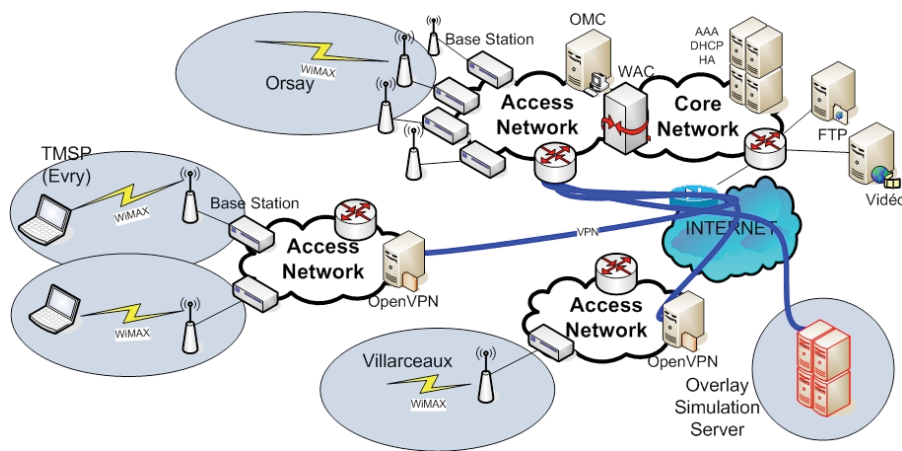 OMC
AAA
DHCP
HA
Base Station
WiMAX
Orsay
WAC
Access
Network
Core
Network
FTP
Vidéo
TMSP
(Evry)
WiMAX
Base Station
Access
Network
OpenVPN
VPN
INTERNET
WiMAX
Access
Network
OpenVPN
Villarceaux
WiMAX
Overlay
Simulation
Server